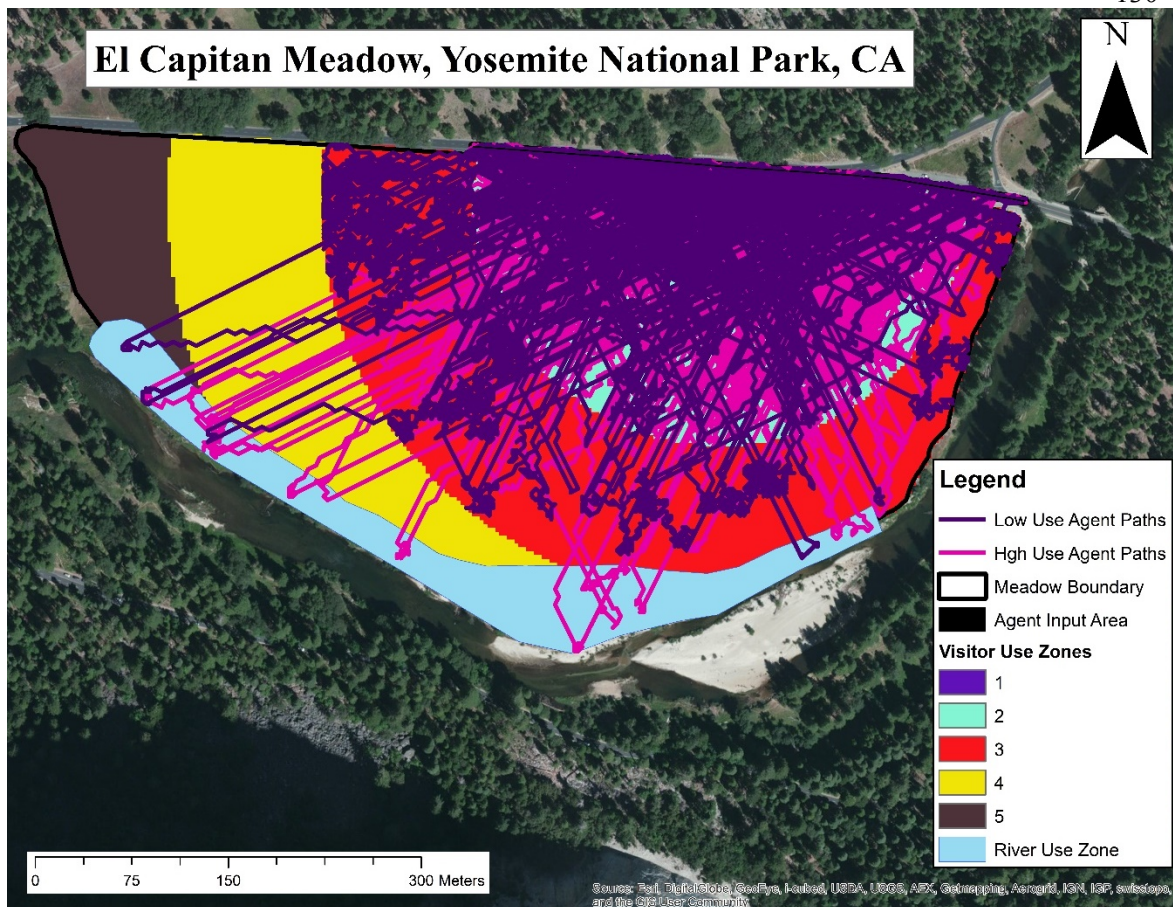 El Capitan Meadow, Yosemite National Park, CA
N
Legend
Low Use Agent Paths
Hgh Use Agent Paths
Meadow Boundary
Agent Input Area
Visitor Use Zones
1
2
3
4
5
River Use Zone
0 75 150 300 Meters
Source: Esri, DigitalGlobe, GeoEye, i-cubed, USDA, USGS, AEX, Getmapping, Aerogrid, IGN, IGP, swisstopo,
and the GIS User Community